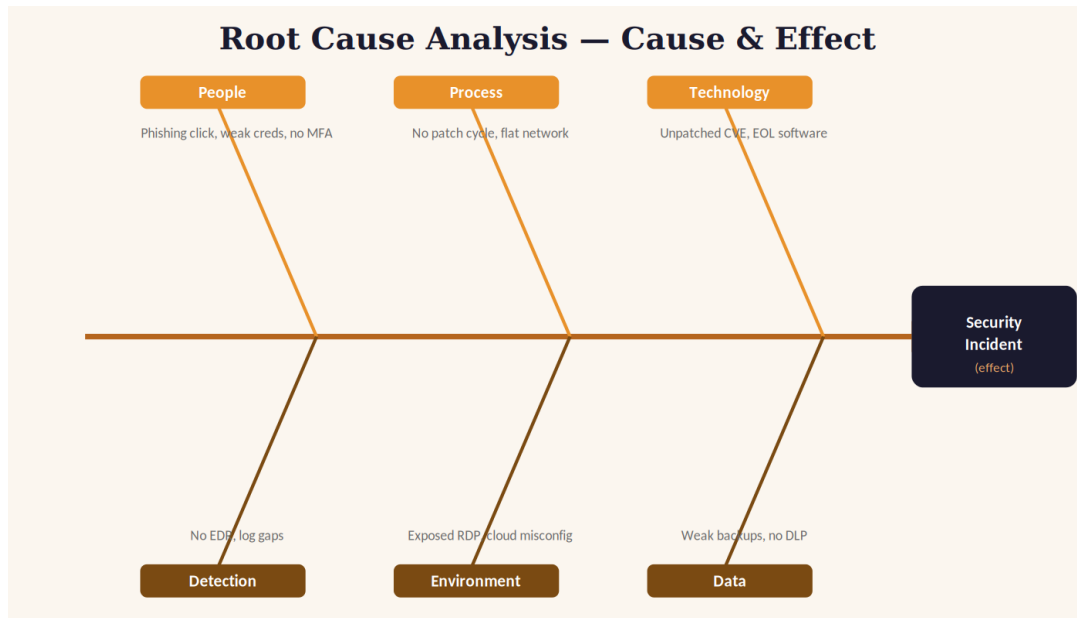 Root Cause Analysis — Cause & Effect
People
Process
Technology
Phishing click, weak creds, no MFA
No patch cycle, flat network
Unpatched CVE, EOL software
Security
Incident
(effect)
No EDR, log gaps
Exposed RDP, cloud misconfig
Weak backups, no DLP
Detection
Environment
Data